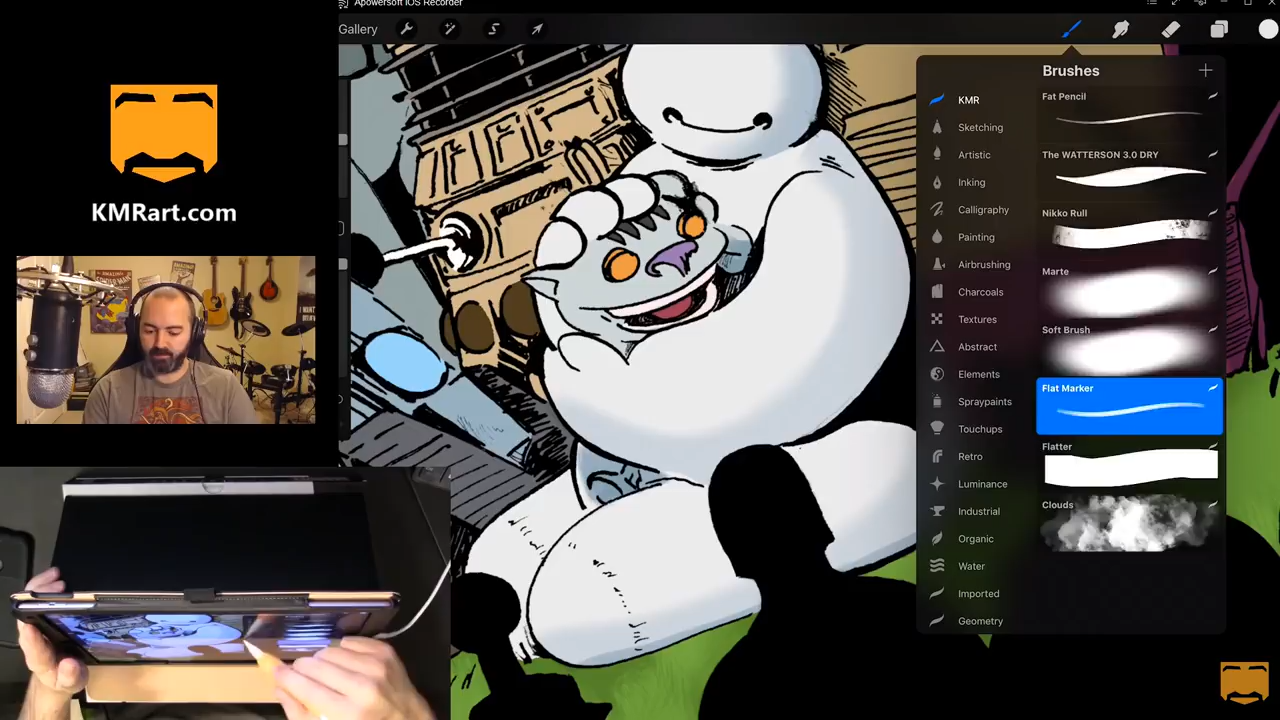 Apowersoft iOS Recorder
Gallery
Brushes
KMR
Sketching
Artistic
Inking
Calligraphy
Painting
Airbrushing
Charcoals
Textures
Abstract
Elements
Spraypaints
Touchups
Retro
Luminance
Industrial
Organic
Water
Imported
Geometry
Fat Pencil
The WATTERSON 3.0 DRY
Nikko Rull
Marte
Soft Brush
Flat Marker
Flatter
Clouds
KMRart.com